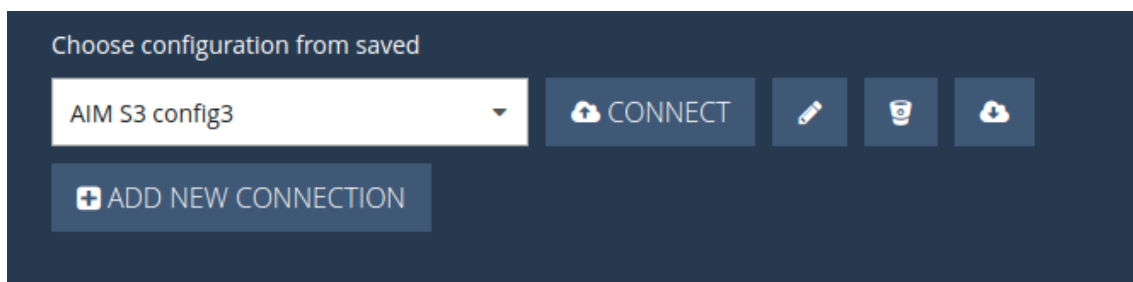 Choose configuration from saved
AIM S3 config3
CONNECT
ADD NEW CONNECTION